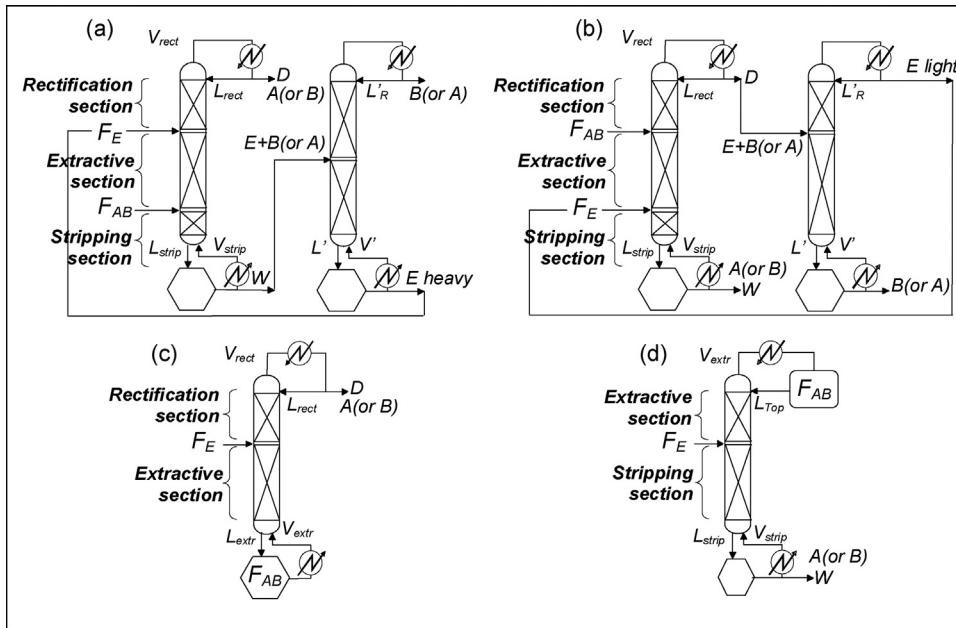 (a)
V_rect
Rectification section
L_rect
D
A(or B)
L'_R
B(or A)
F_E
E+B(or A)
Extractive section
F_AB
Stripping section
L_strip
V_strip
W
L'
V'
E heavy
(b)
V_rect
E light
Rectification section
L_rect
D
L'_R
F_AB
E+B(or A)
Extractive section
F_E
Stripping section
L_strip
V_strip
A(or B)
W
L'
V'
B(or A)
(c)
V_rect
Rectification section
L_rect
D
A(or B)
F_E
Extractive section
L_extr
V_extr
F_AB
(d)
V_extr
F_AB
Extractive section
L_Top
F_E
Stripping section
L_strip
V_strip
A(or B)
W